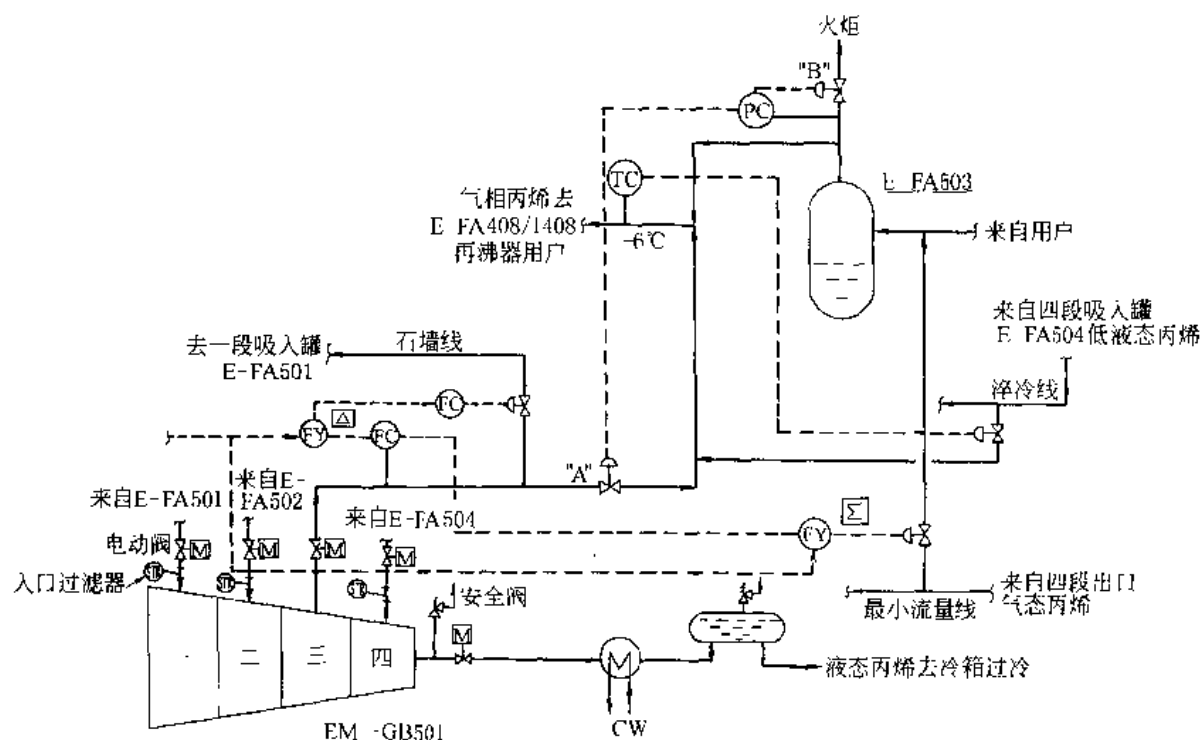 火炬
"B"
PC
E FA503
TC
气相丙烯去
E FA408/1408
再沸器用户
-6℃
来自用户
来自四段吸入罐
E FA504低液态丙烯
淬冷线
去一段吸入罐
E-FA501
石墙线
FC
FY
△
FC
"A"
来自E-FA501
来自E-
FA502
来自E-FA504
FY
Σ
电动阀
M
M
M
M
入口过滤器
安全阀
M
最小流量线
来自四段出口
气态丙烯
一
二
三
四
M
液态丙烯去冷箱过冷
CW
EM -GB501